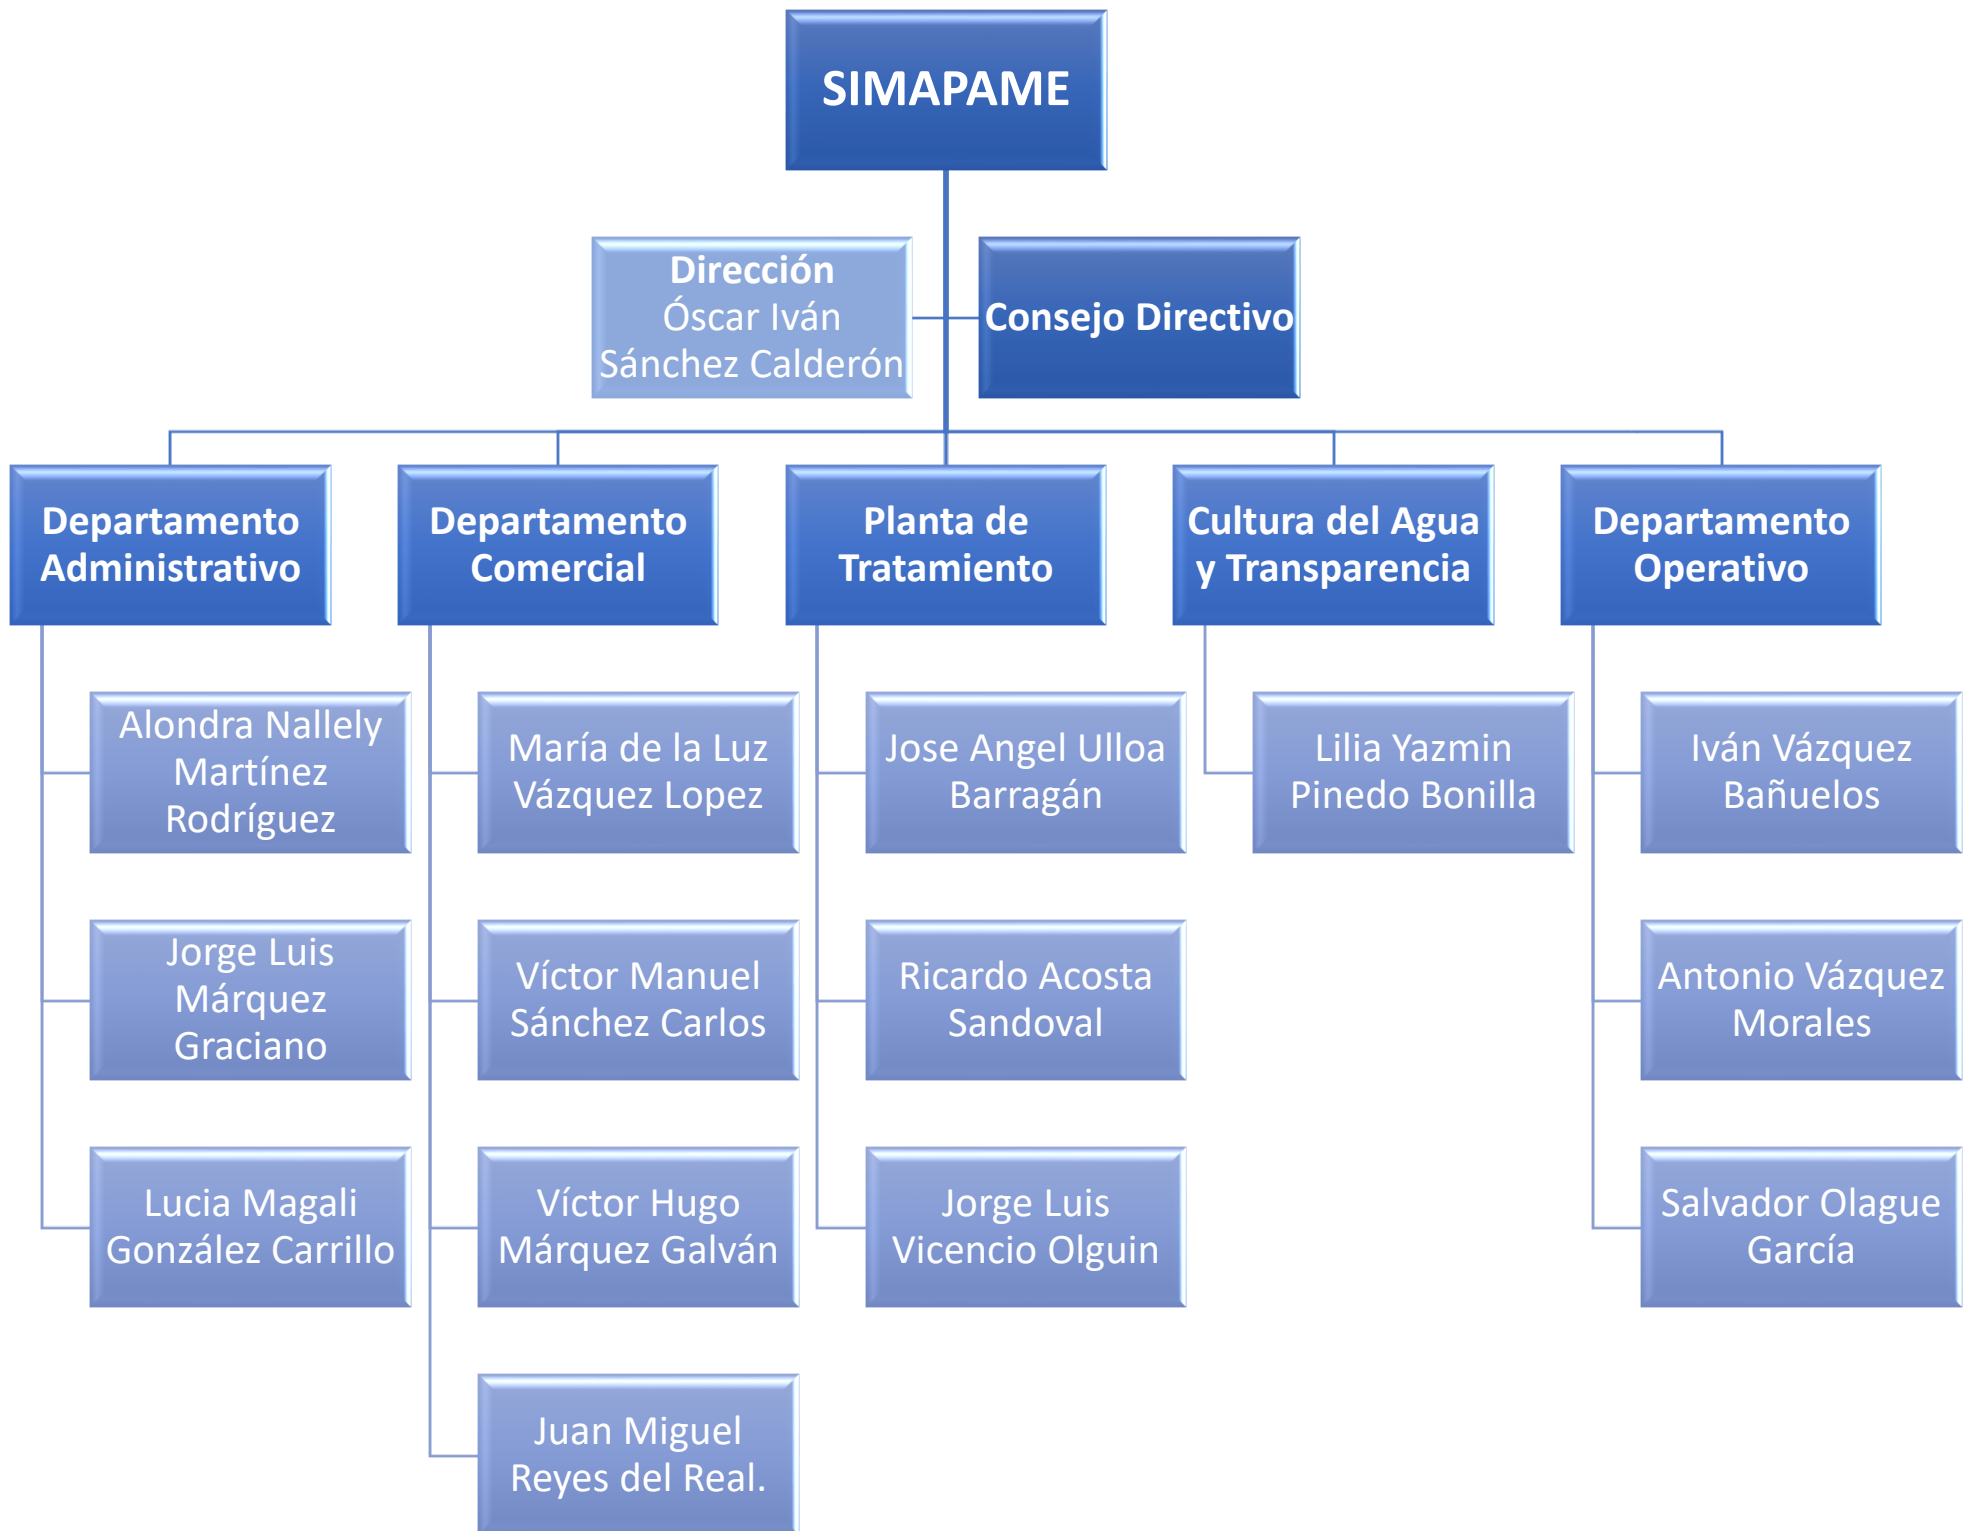 SIMAPAME
Dirección
Óscar Iván
Sánchez Calderón
Consejo Directivo
Departamento
Administrativo
Alondra Nallely
Martínez
Rodríguez
Jorge Luis
Márquez
Graciano
Lucia Magali
González Carrillo
Departamento
Comercial
María de la Luz
Vázquez Lopez
Víctor Manuel
Sánchez Carlos
Víctor Hugo
Márquez Galván
Juan Miguel
Reyes del Real.
Planta de
Tratamiento
Jose Angel Ulloa
Barragán
Ricardo Acosta
Sandoval
Jorge Luis
Vicencio Olguin
Cultura del Agua
y Transparencia
Lilia Yazmin
Pinedo Bonilla
Departamento
Operativo
Iván Vázquez
Bañuelos
Antonio Vázquez
Morales
Salvador Olague
García